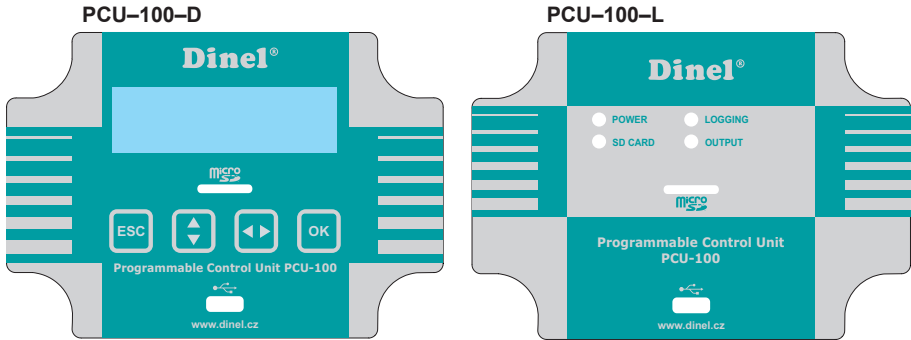 PCU–100–D
Dinel®
micro SD
ESC
OK
Programmable Control Unit PCU-100
www.dinel.cz
PCU–100–L
Dinel®
POWER
LOGGING
SD CARD
OUTPUT
micro SD
Programmable Control Unit
PCU-100
www.dinel.cz